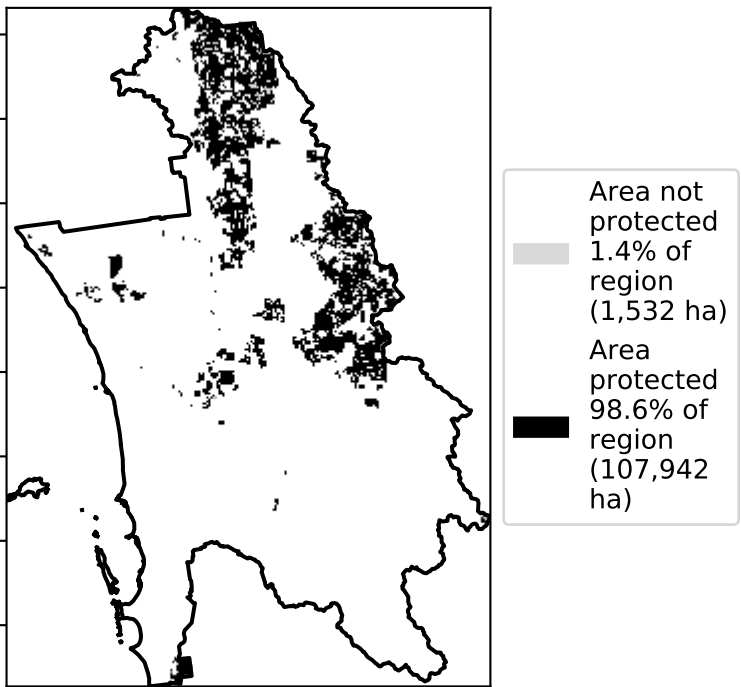 Area not
protected
1.4% of
region
(1,532 ha)
Area
protected
98.6% of
region
(107,942
ha)